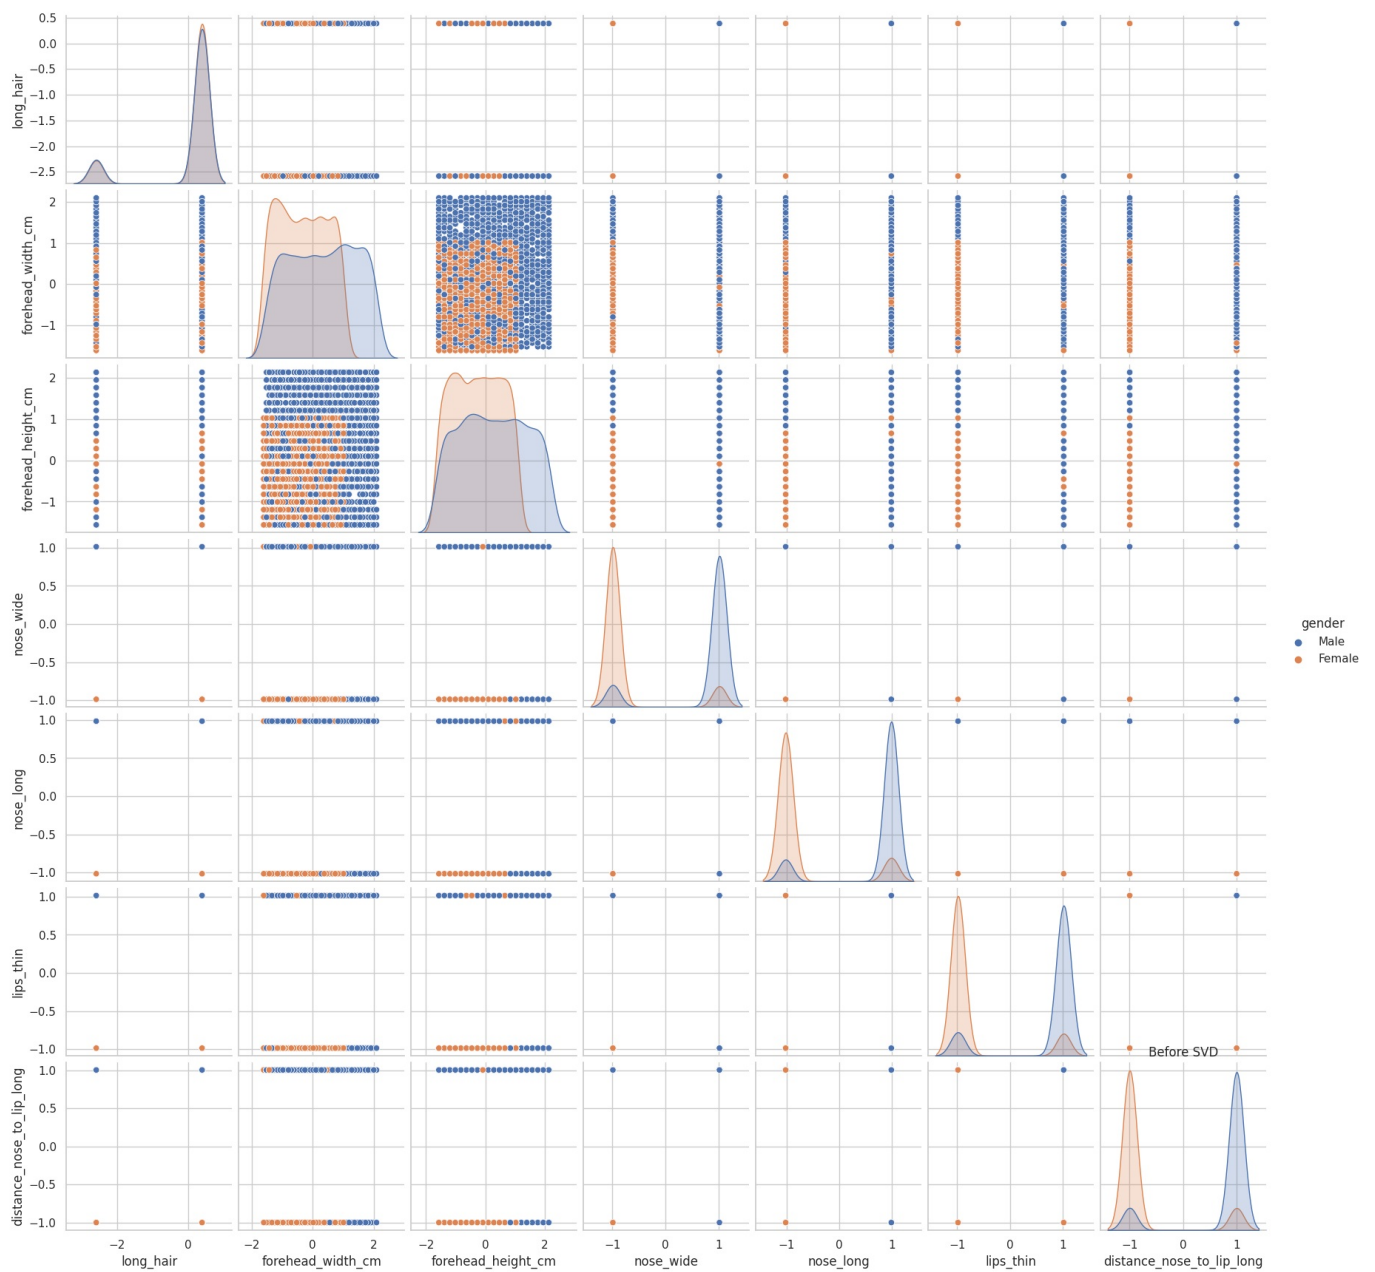 0.5
0.0
−0.5
−1.0
−1.5
−2.0
−2.5
long_hair
2
1
0
−1
forehead_width_cm
2
1
0
−1
forehead_height_cm
1.0
0.5
0.0
−0.5
−1.0
nose_wide
gender
Male
Female
1.0
0.5
0.0
−0.5
−1.0
nose_long
1.0
0.5
0.0
−0.5
−1.0
lips_thin
Before SVD
1.0
0.5
0.0
−0.5
−1.0
distance_nose_to_lip_long
−2 0
−2 0 2
−2 0 2
−1 0 1
−1 0 1
−1 0 1
−1 0 1
long_hair
forehead_width_cm
forehead_height_cm
nose_wide
nose_long
lips_thin
distance_nose_to_lip_long